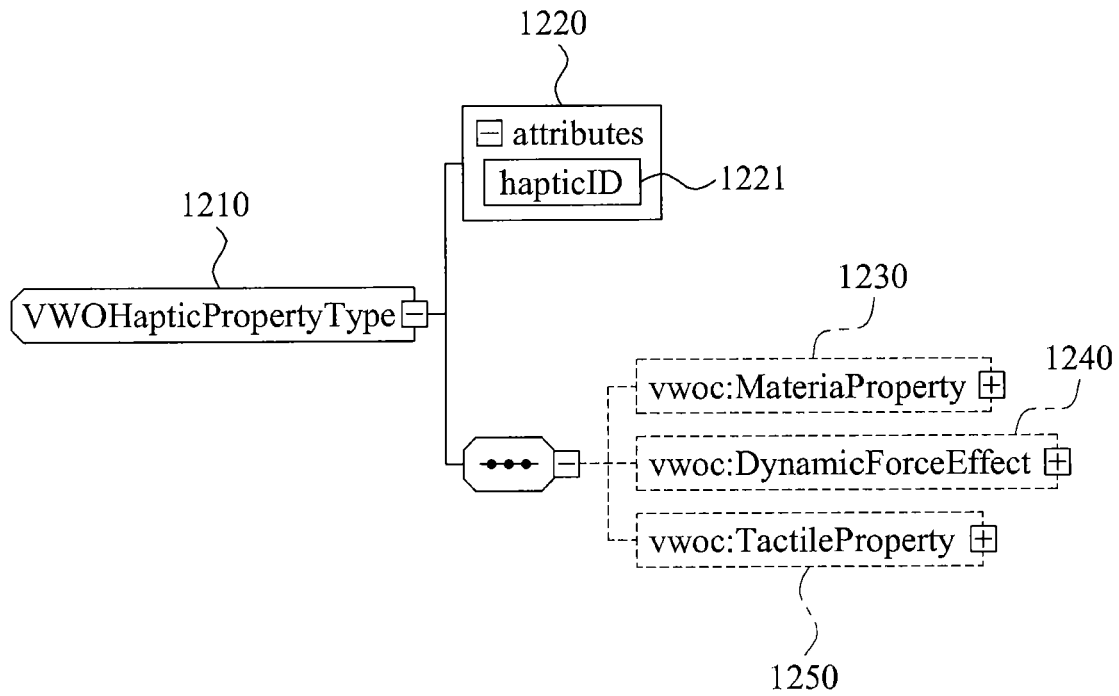 1220
attributes
hapticID
1221
1210
VWOHapticPropertyType
1230
vwoc:MateriaProperty
1240
vwoc:DynamicForceEffect
vwoc:TactileProperty
1250